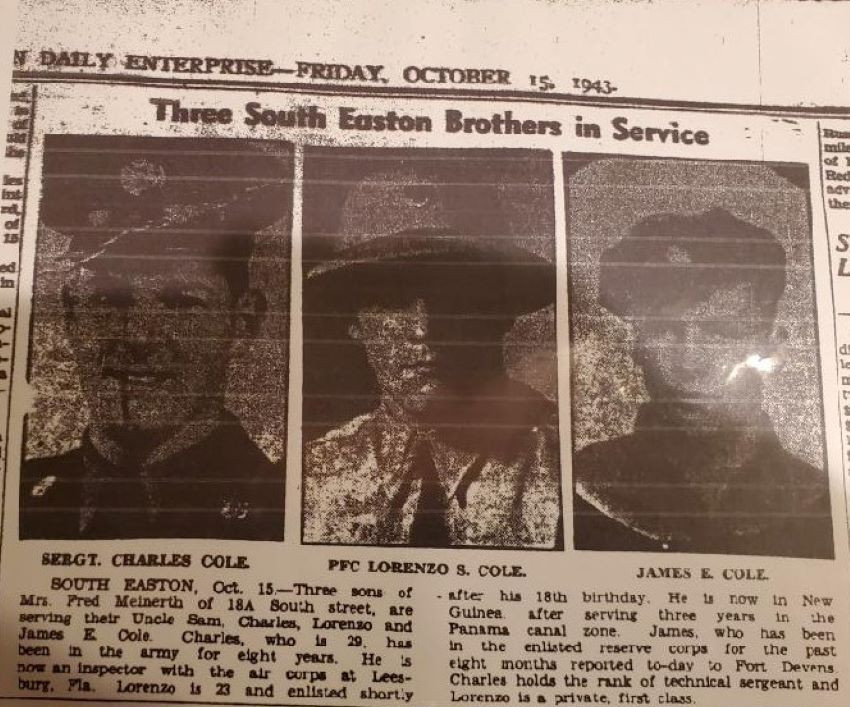 N DAILY ENTERPRISE—FRIDAY, OCTOBER 15, 1943.
Three South Easton Brothers in Service
SERGT. CHARLES COLE
PFC LORENZO S. COLE.
JAMES E. COLE.
SOUTH EASTON, Oct. 15.—Three sons of
Mrs. Fred Meinerth of 18A South street, are
serving their Uncle Sam, Charles, Lorenzo and
James E. Cole. Charles, who is 29, has
been in the army for eight years. He is
now an inspector with the air corps at Lees-
burg, Fla. Lorenzo is 23 and enlisted shortly
after his 18th birthday. He is now in New
Guinea after serving three years in the
Panama canal zone. James, who has been
in the enlisted reserve corps for the past
eight months reported to-day to Fort Devens.
Charles holds the rank of technical sergeant and
Lorenzo is a private, first class.
mile
of
Red
adv
the